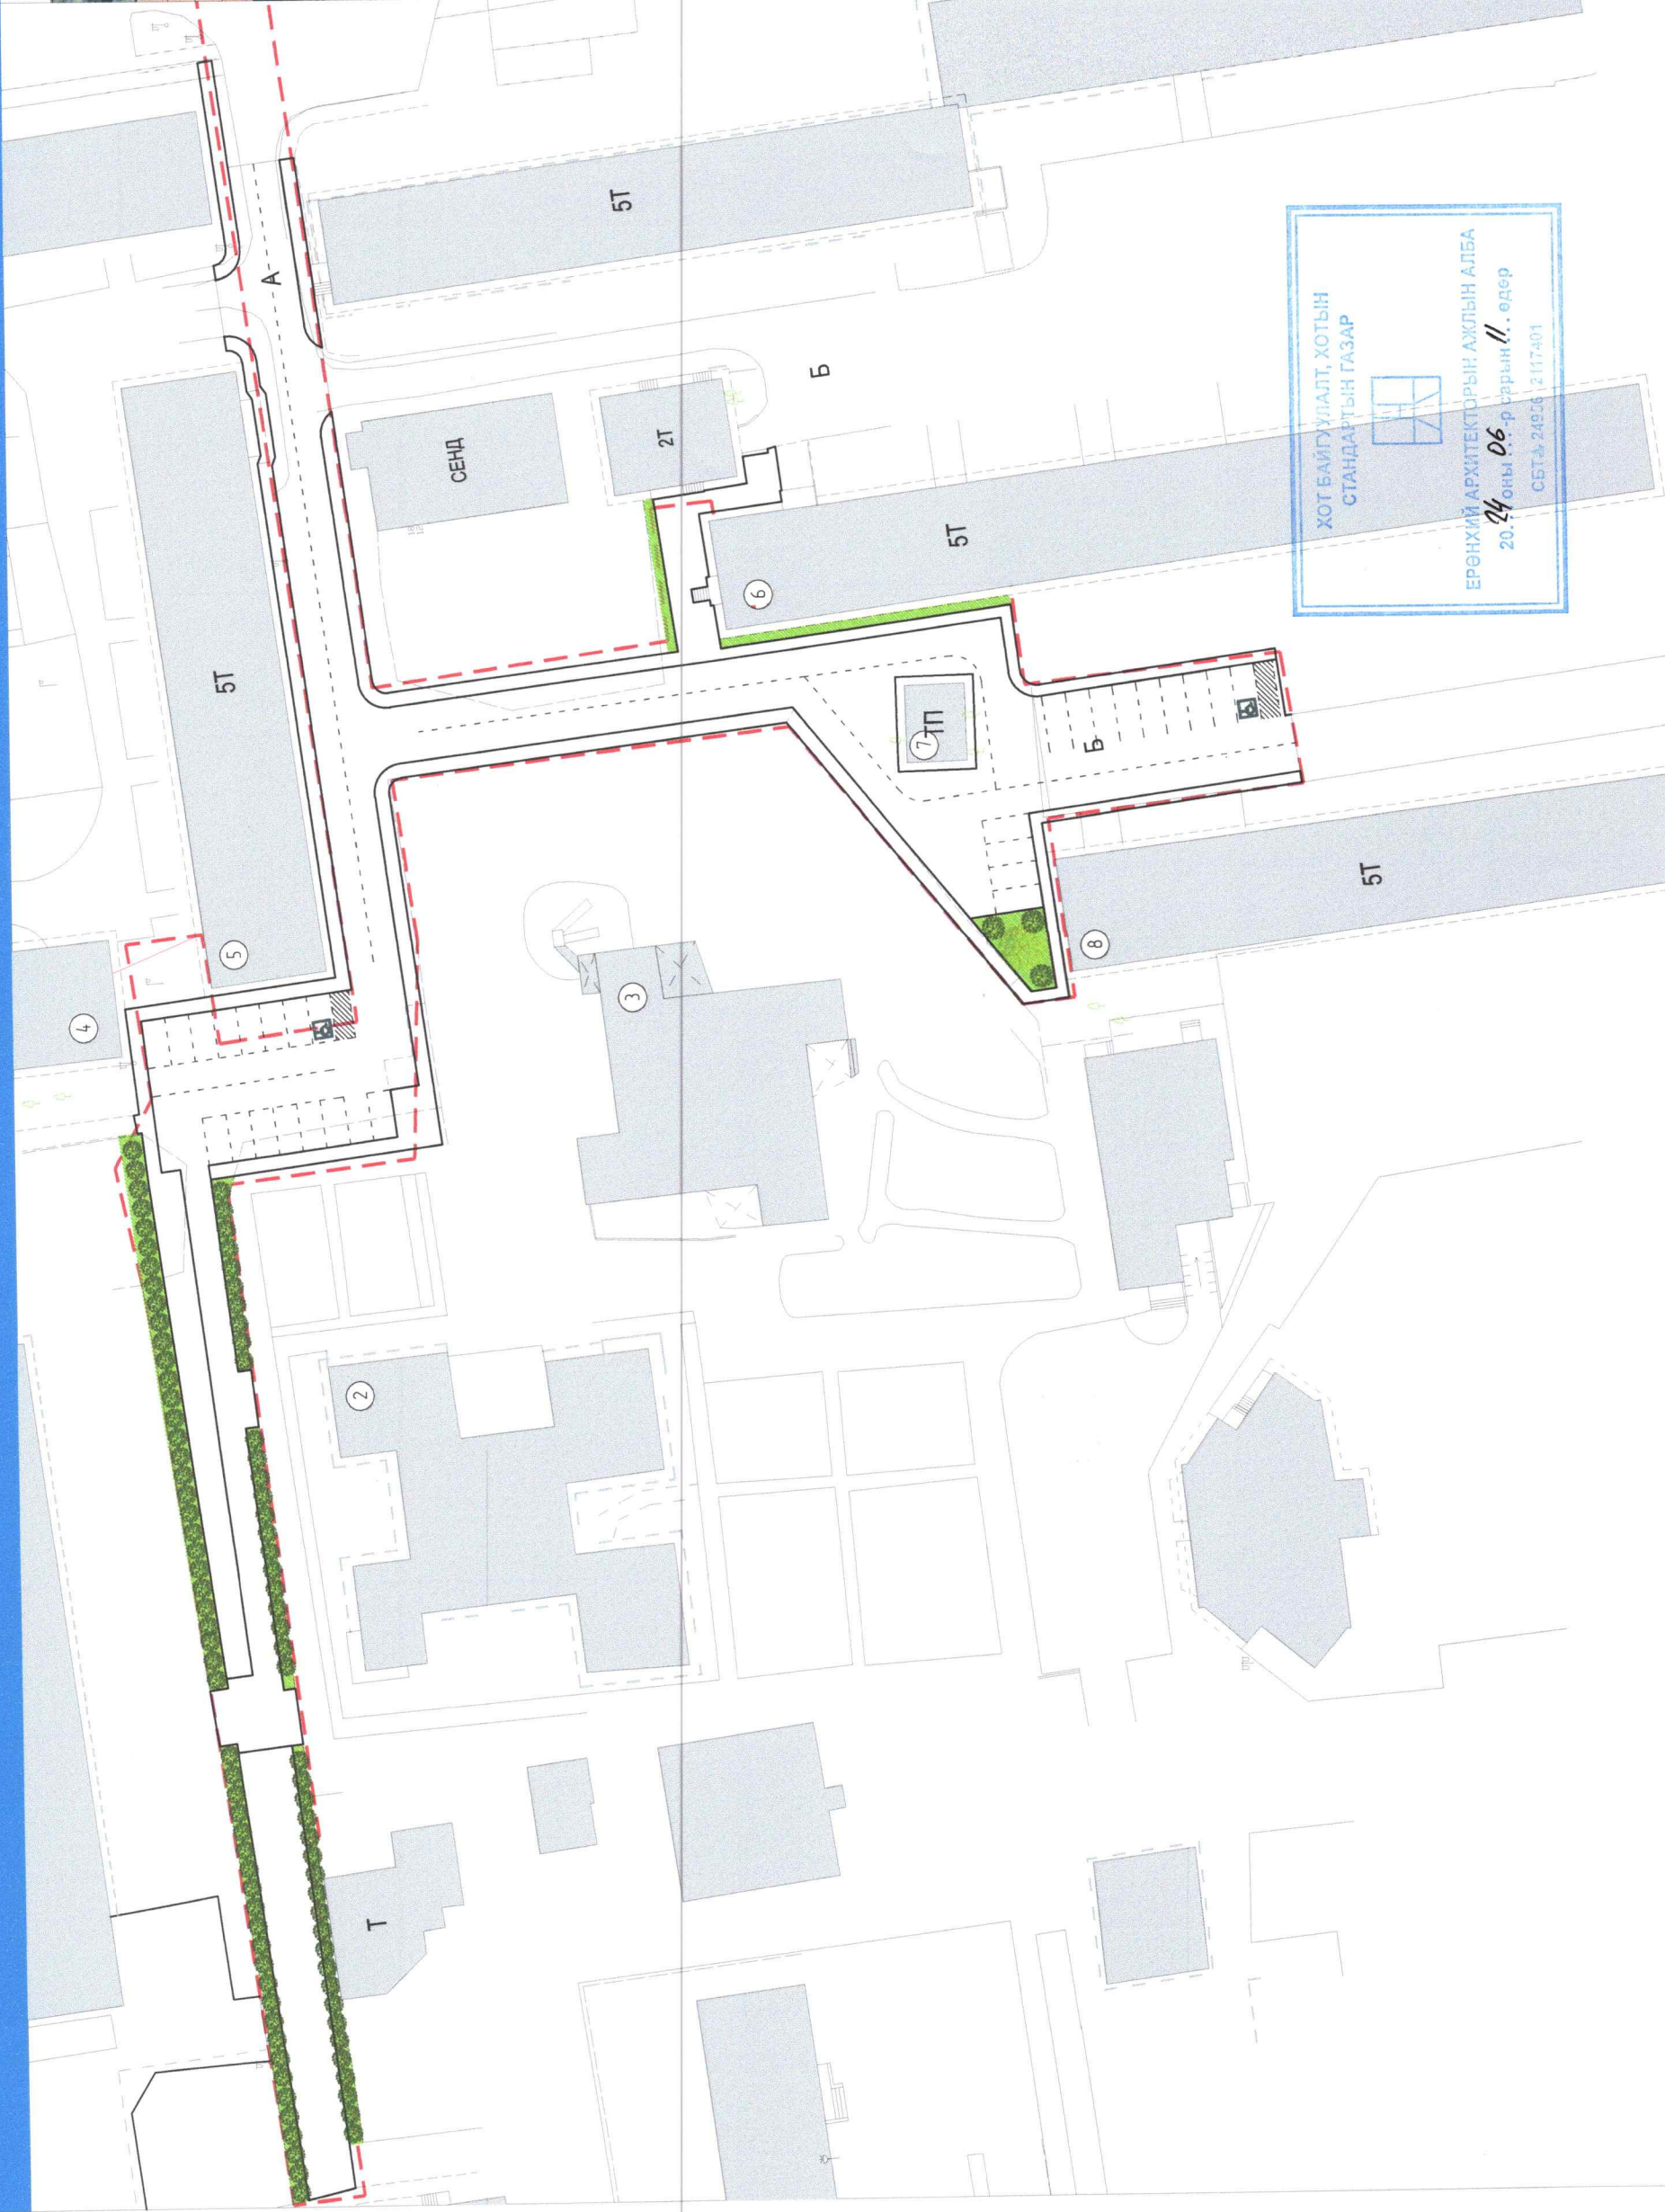 5Т
А
5Т
СЕНД
2Т
Б
5Т
6
5
4
7
ТП
Б
3
8
5Т
2
Т
ХОТ БАЙГУУЛАЛТ, ХОТЫН
СТАНДАРТЫН ГАЗАР
ЕРӨНХИЙ АРХИТЕКТОРЫН АЖЛЫН АЛБА
20.24 оны 06-р сарын 11.. өдөр